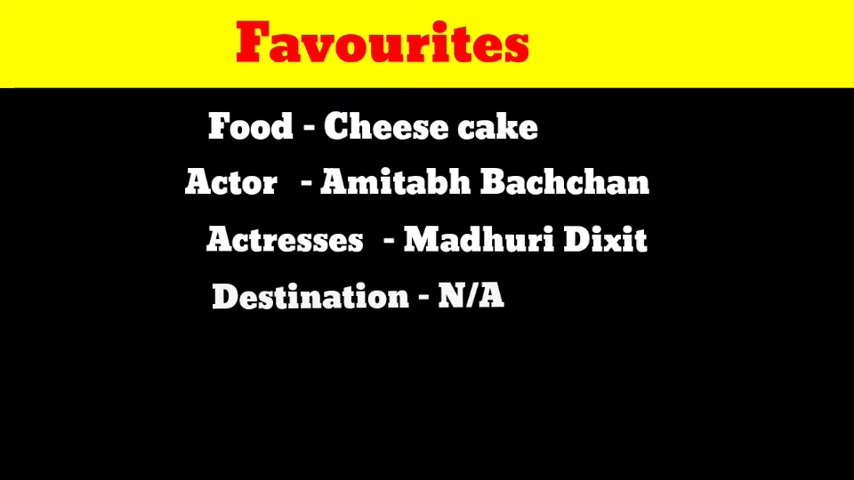 Favourites
Food - Cheese cake
Actor - Amitabh Bachchan
Actresses - Madhuri Dixit
Destination - N/A